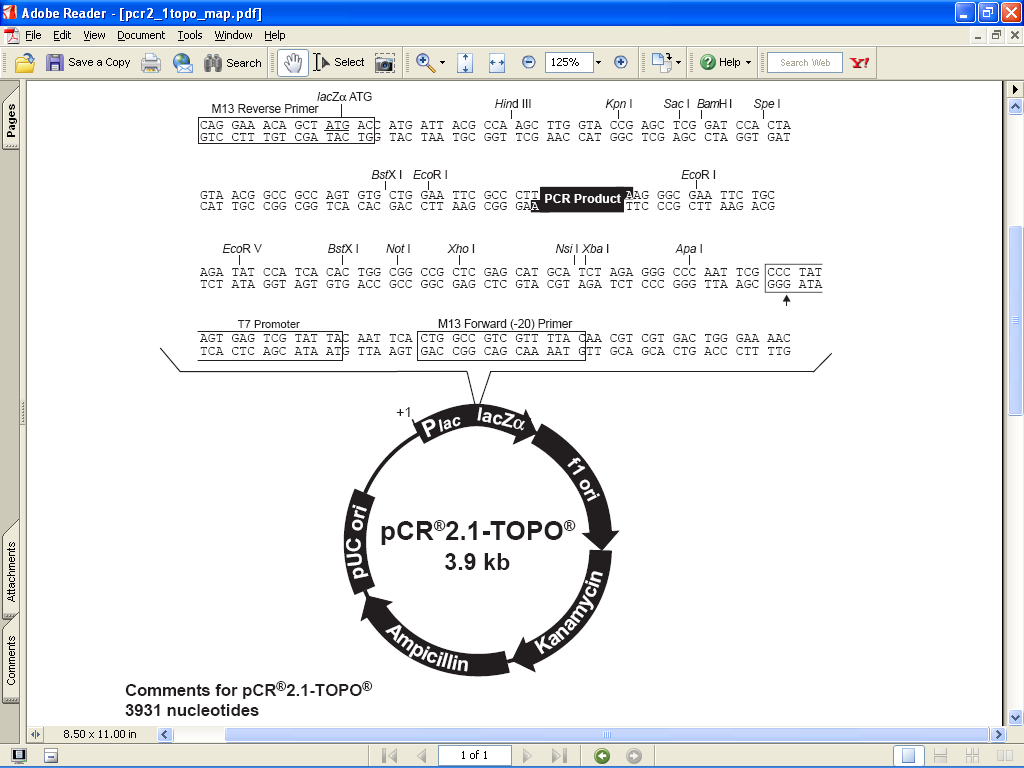 Adobe Reader - [pcr2_1topo_map.pdf]
File Edit View Document Tools Window Help
Save a Copy Search Select 125% Help Search Web Y!
Pages
lacZα ATG
M13 Reverse Primer Hind III Kpn I Sac I BamH I Spe I
CAG GAA ACA GCT ATG ACC ATG ATT ACG CCA AGC TTG GTA CCG AGC TCG GAT CCA CTA
GTC CTT TGT CGA TAC TGG TAC TAA TGC GGT TCG AAC CAT GGC TCG AGC CTA GGT GAT
BstX I EcoR I EcoR I
GTA ACG GCC GCC AGT GTG CTG GAA TTC GCC CTT PCR Product AAG GGC GAA TTC TGC
CAT TGC CGG CGG TCA CAC GAC CTT AAG CGG GAA TTC CCG CTT AAG ACG
EcoR V BstX I Not I Xho I Nsi I Xba I Apa I
AGA TAT CCA TCA CAC TGG CGG CCG CTC GAG CAT GCA TCT AGA GGG CCC AAT TCG CCC TAT
TCT ATA GGT AGT GTG ACC GCC GGC GAG CTC GTA CGT AGA TCT CCC GGG TTA AGC GGG ATA
T7 Promoter M13 Forward (-20) Primer
AGT GAG TCG TAT TAC AAT TCA CTG GCC GTC GTT TTA CAA CGT CGT GAC TGG GAA AAC
TCA CTC AGC ATA ATG TTA AGT GAC CGG CAG CAA AAT GTT GCA GCA CTG ACC CTT TTG
+1
Plac lacZα
f1 ori
pUC ori
pCR®2.1-TOPO®
3.9 kb
Kanamycin
Ampicillin
Attachments
Comments
Comments for pCR®2.1-TOPO®
3931 nucleotides
8.50 x 11.00 in
1 of 1